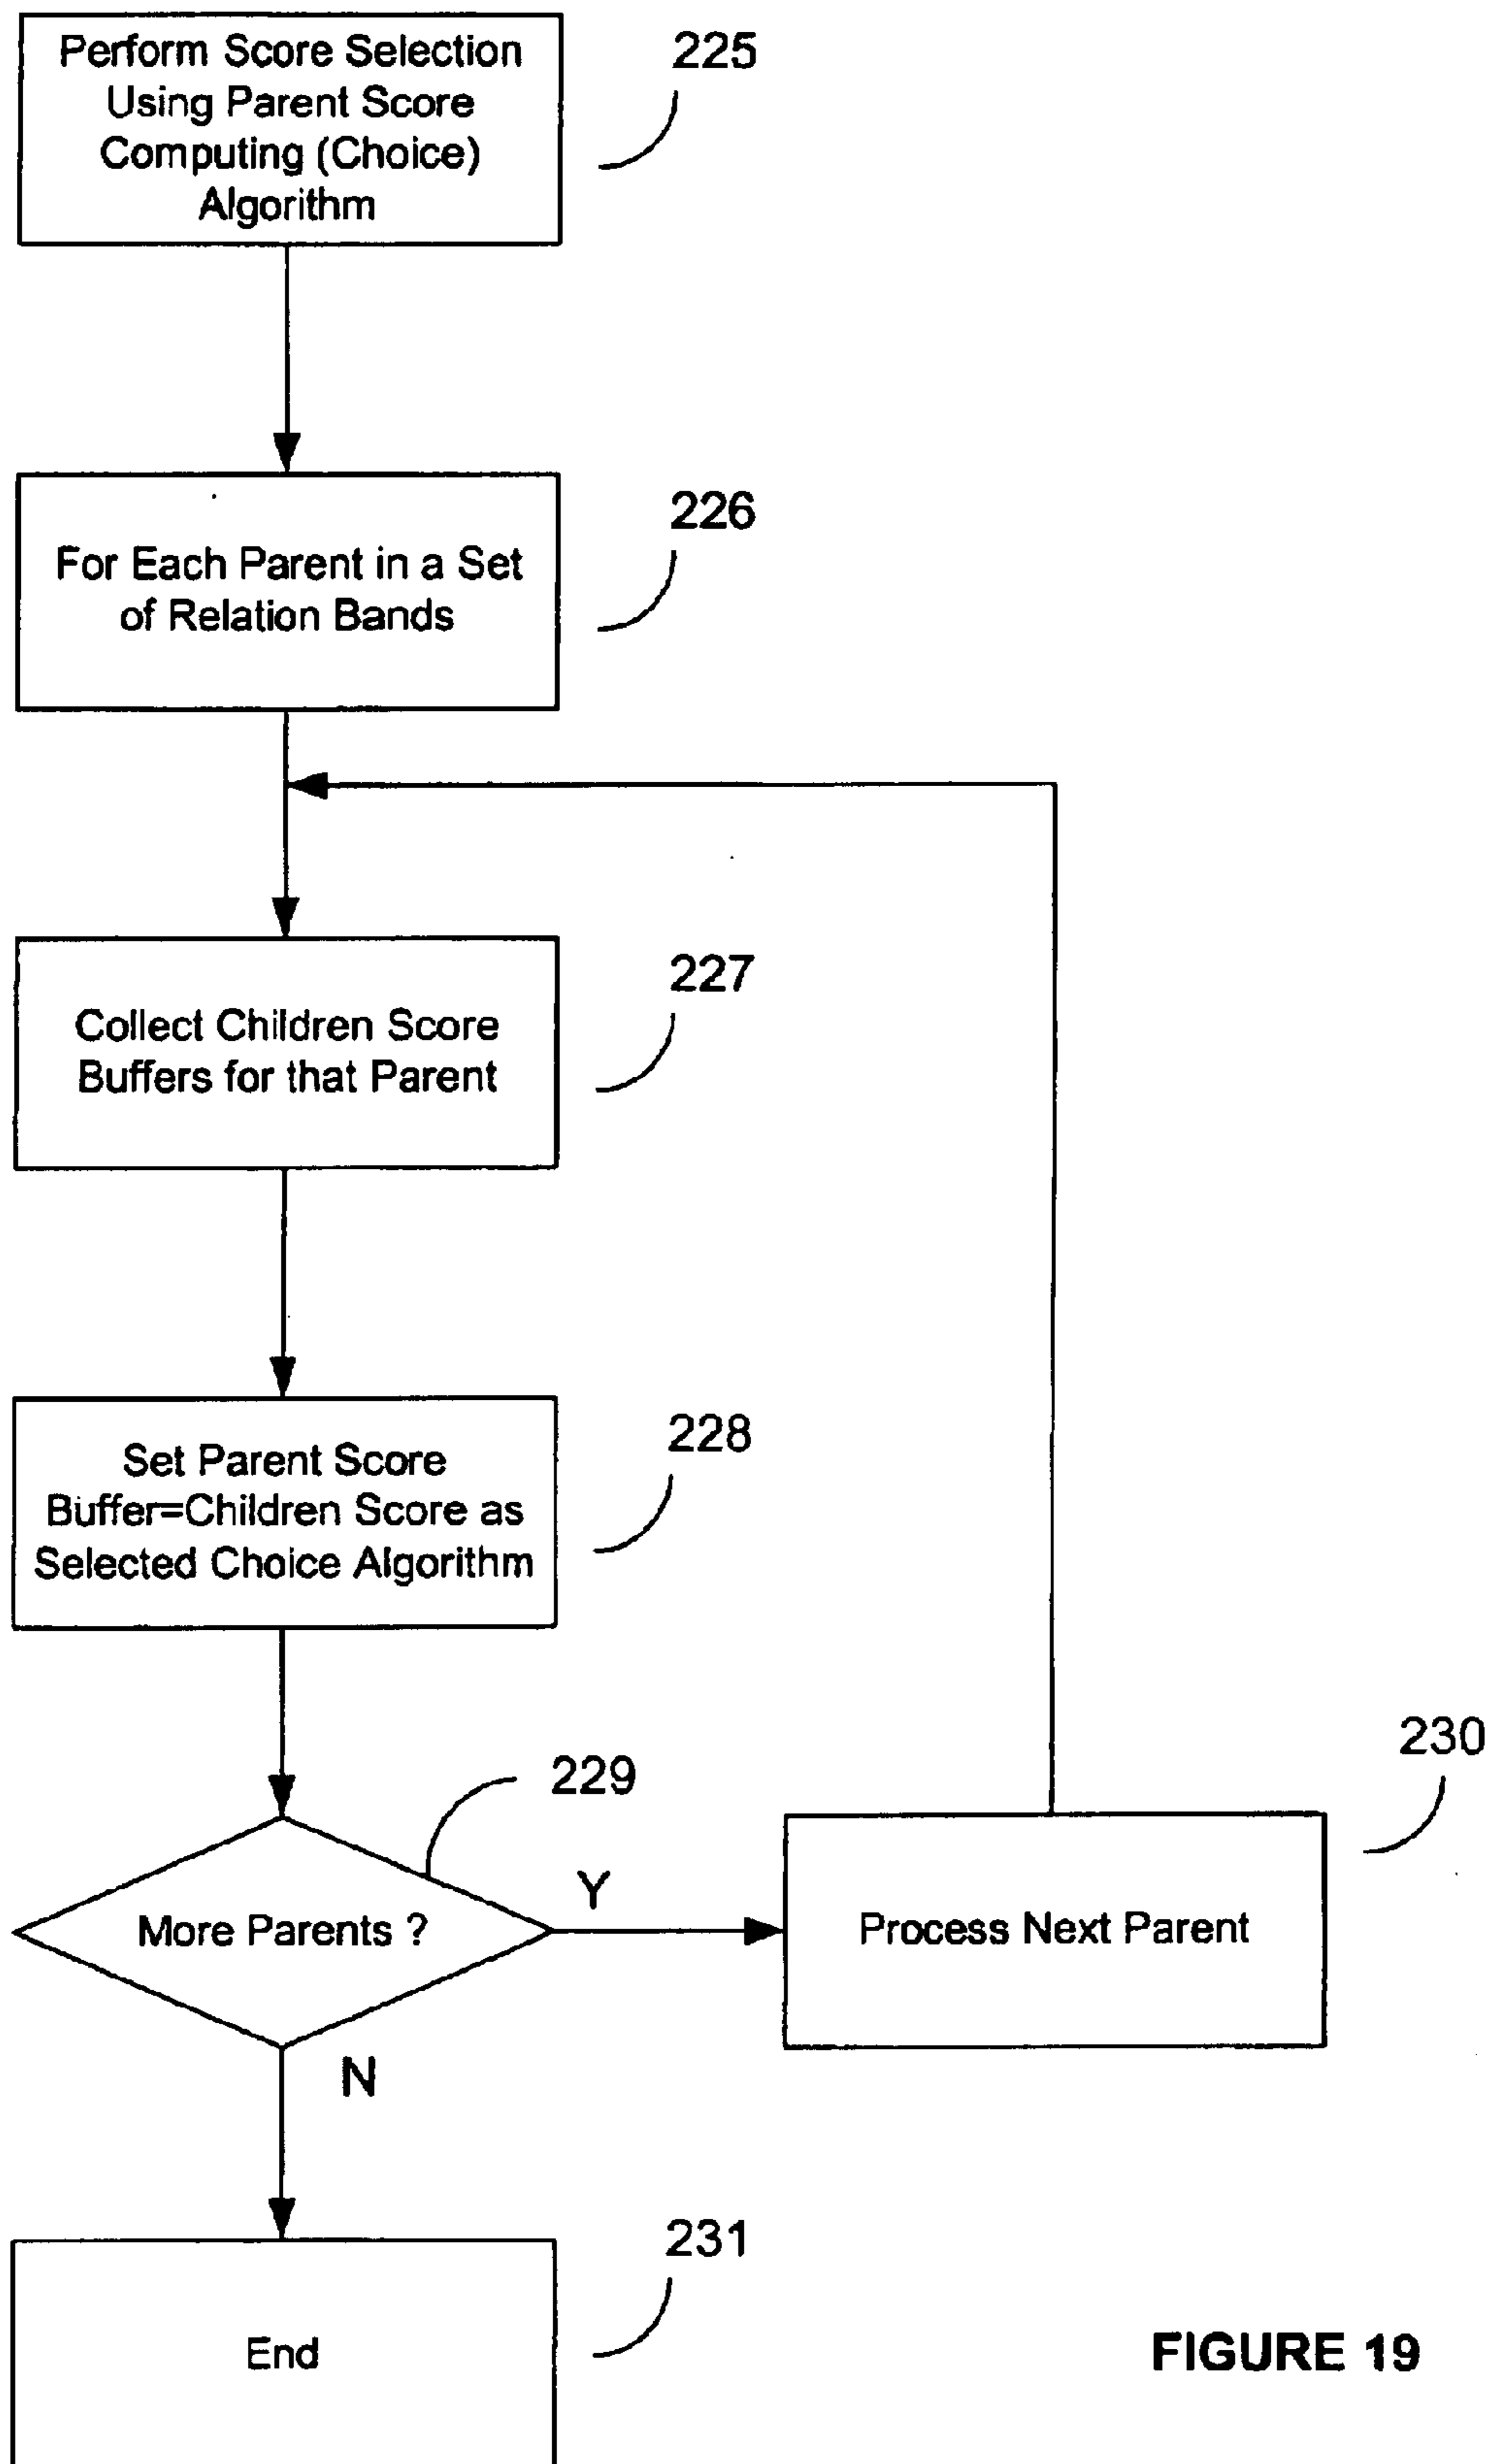 Perform Score Selection
Using Parent Score
Computing (Choice)
Algorithm
225
For Each Parent in a Set
of Relation Bands
226
Collect Children Score
Buffers for that Parent
227
Set Parent Score
Buffer=Children Score as
Selected Choice Algorithm
228
More Parents ?
229
Y
N
Process Next Parent
230
End
231
FIGURE 19